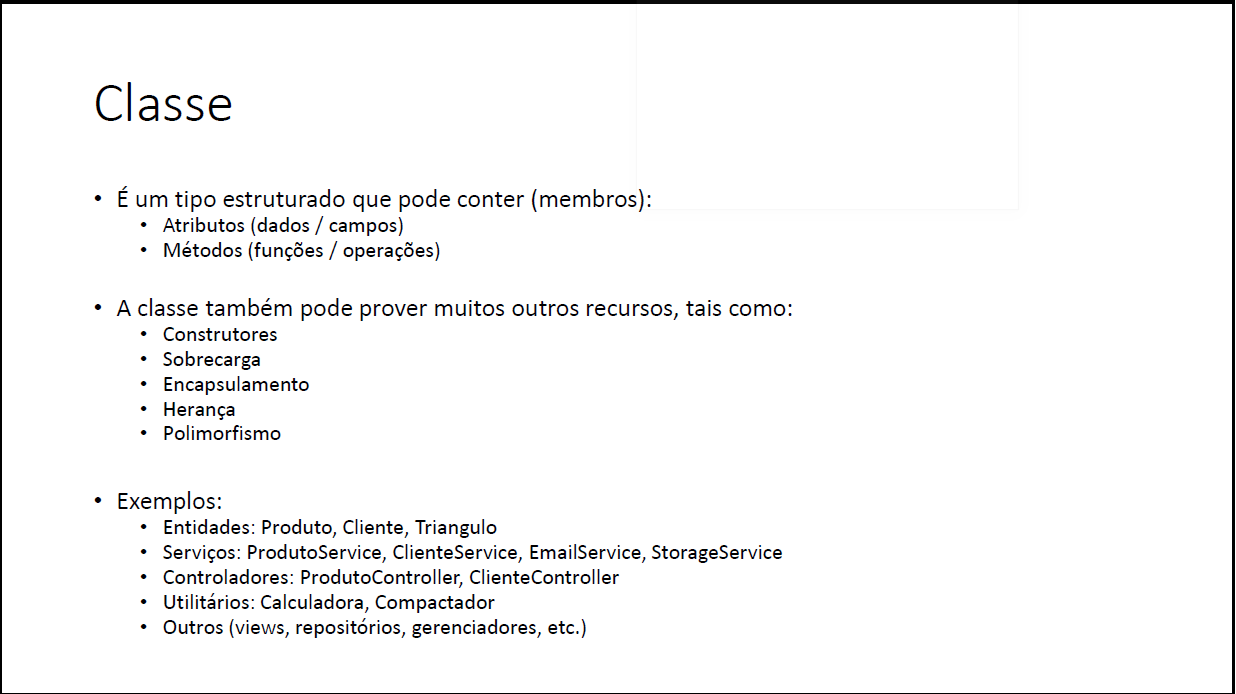 Classe
• É um tipo estruturado que pode conter (membros):
• Atributos (dados / campos)
• Métodos (funções / operações)
• A classe também pode prover muitos outros recursos, tais como:
• Construtores
• Sobrecarga
• Encapsulamento
• Herança
• Polimorfismo
• Exemplos:
• Entidades: Produto, Cliente, Triangulo
• Serviços: ProdutoService, ClienteService, EmailService, StorageService
• Controladores: ProdutoController, ClienteController
• Utilitários: Calculadora, Compactador
• Outros (views, repositórios, gerenciadores, etc.)